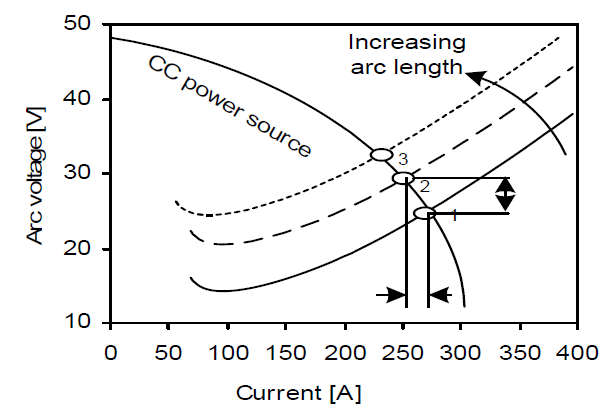 50
Increasing
arc length
CC power source
40
Arc voltage [V]
3
30
2
1
20
10
0 50 100 150 200 250 300 350 400
Current [A]